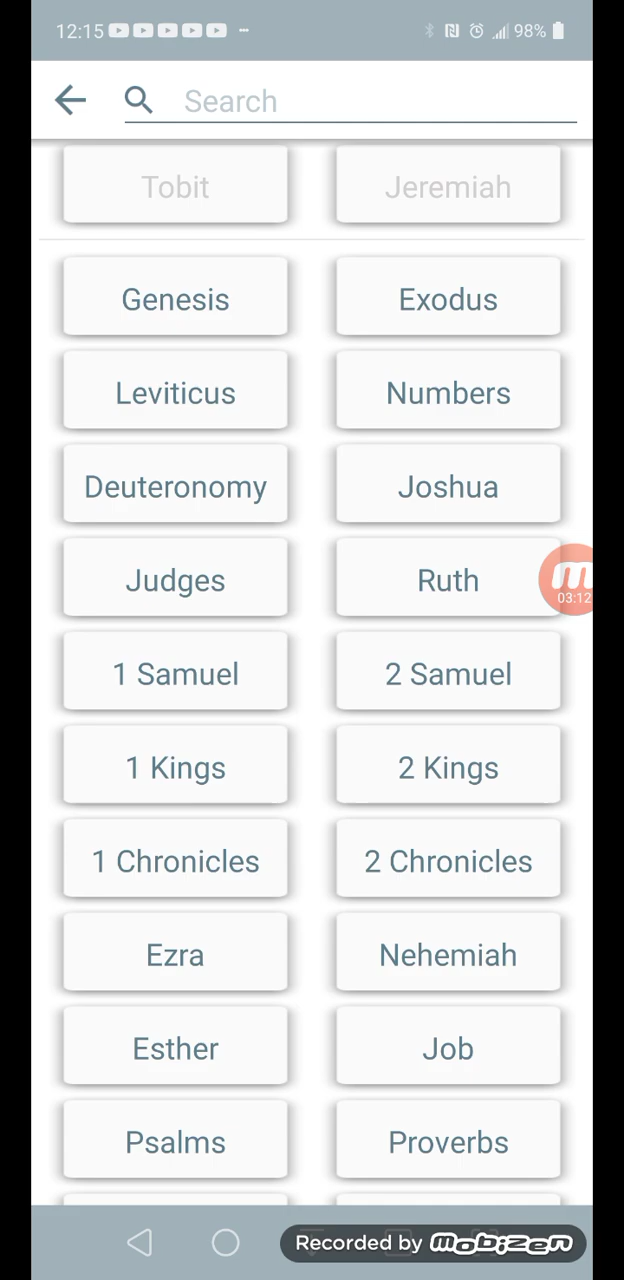 12:15 98%
Search
Tobit Jeremiah
Genesis Exodus
Leviticus Numbers
Deuteronomy Joshua
Judges Ruth
m
03:12
1 Samuel 2 Samuel
1 Kings 2 Kings
1 Chronicles 2 Chronicles
Ezra Nehemiah
Esther Job
Psalms Proverbs
Recorded by mobizen